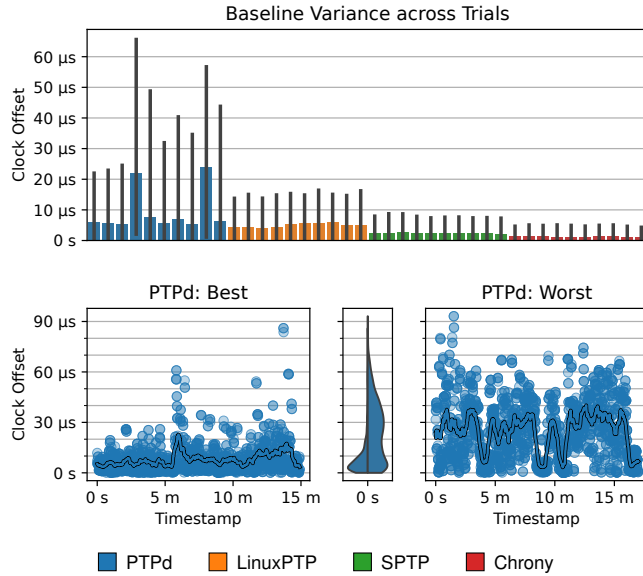 Baseline Variance across Trials
Clock Offset
60 µs
50 µs
40 µs
30 µs
20 µs
10 µs
0 s
PTPd: Best
PTPd: Worst
Clock Offset
90 µs
60 µs
30 µs
0 s
0 s 5 m 10 m 15 m
0 s
0 s 5 m 10 m 15 m
Timestamp
Timestamp
PTPd LinuxPTP SPTP Chrony